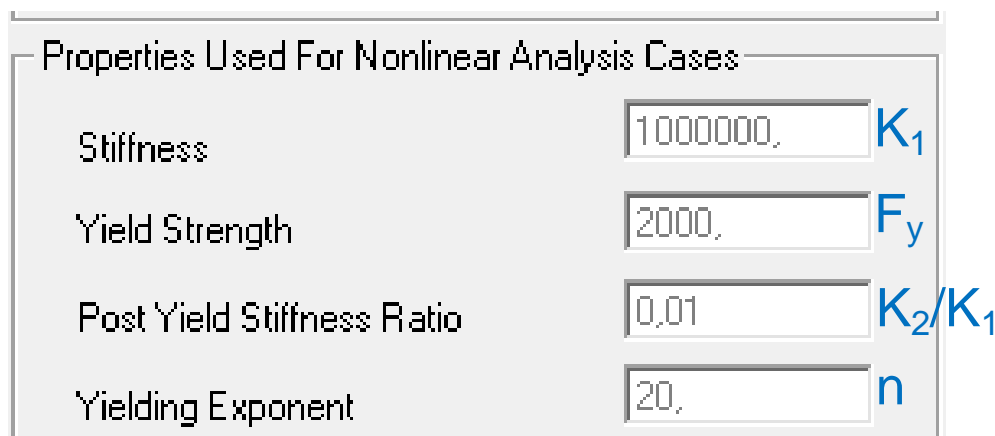 Properties Used For Nonlinear Analysis Cases
Stiffness 1000000, K₁
Yield Strength 2000, Fy
Post Yield Stiffness Ratio 0,01 K₂/K₁
Yielding Exponent 20, n